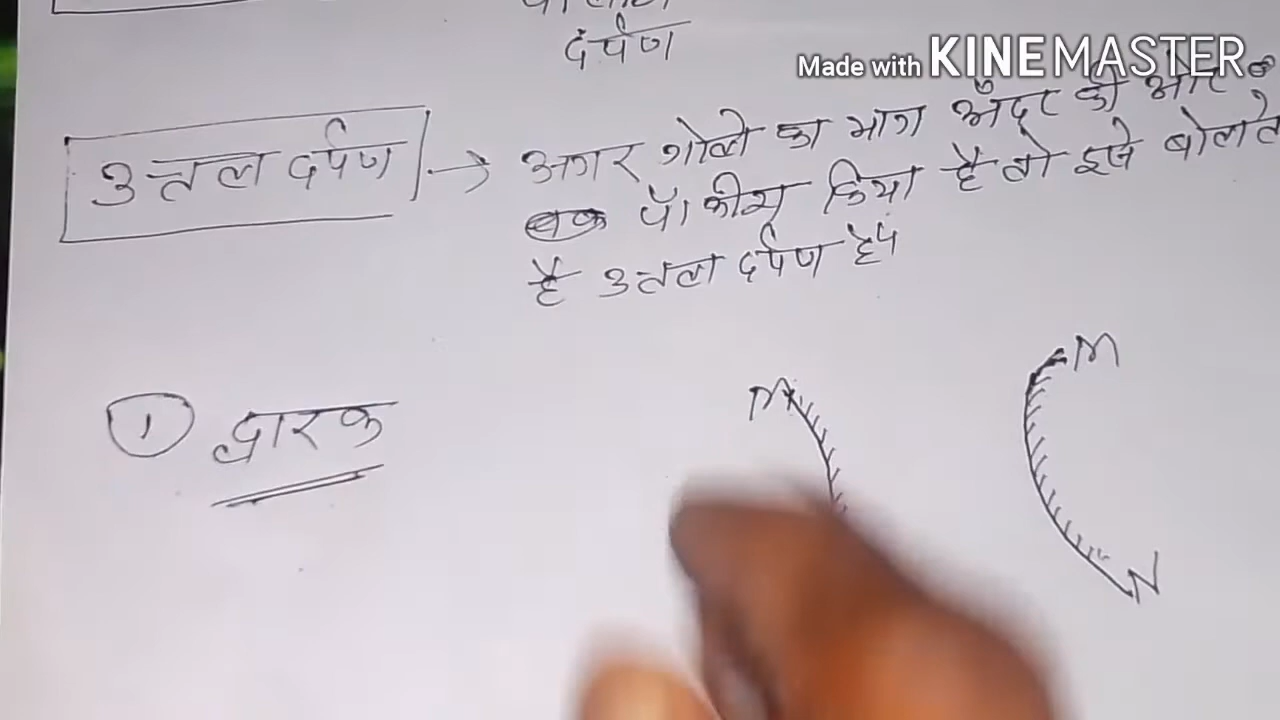 दर्पण
Made with KINEMASTER
उत्तल दर्पण → अगर गोले का भाग अँदर की ओर
पॉलीस किया है तो इसे बोलते
है उत्तल दर्पण है
① द्वारक
M
M
N